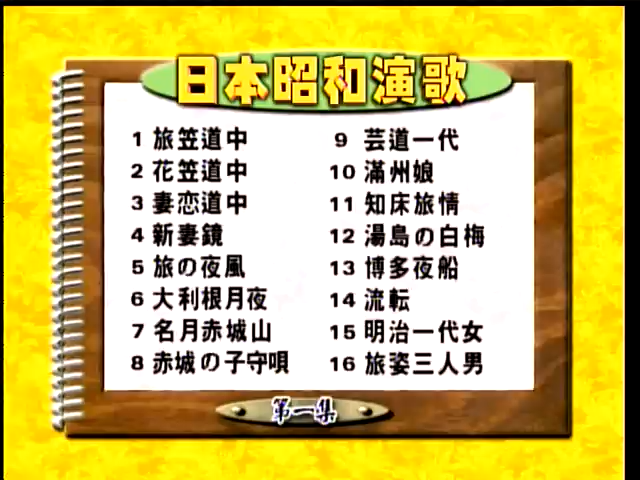 日本昭和演歌
1 旅笠道中
2 花笠道中
3 妻恋道中
4 新妻鏡
5 旅の夜風
6 大利根月夜
7 名月赤城山
8 赤城の子守唄
9 芸道一代
10 滿州娘
11 知床旅情
12 湯島の白梅
13 博多夜船
14 流転
15 明治一代女
16 旅姿三人男
第一集